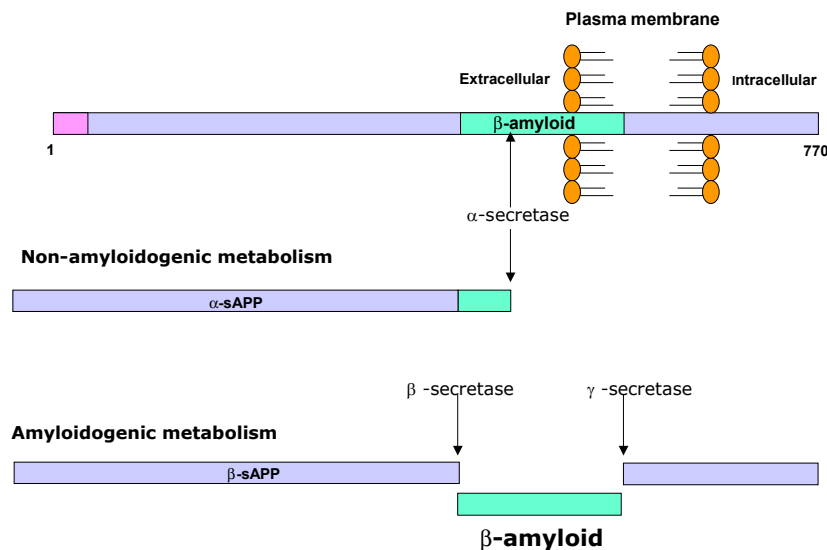 Plasma membrane
Extracellular
Intracellular
β-amyloid
1
770
α-secretase
Non-amyloidogenic metabolism
α-sAPP
β -secretase
γ -secretase
Amyloidogenic metabolism
β-sAPP
β-amyloid